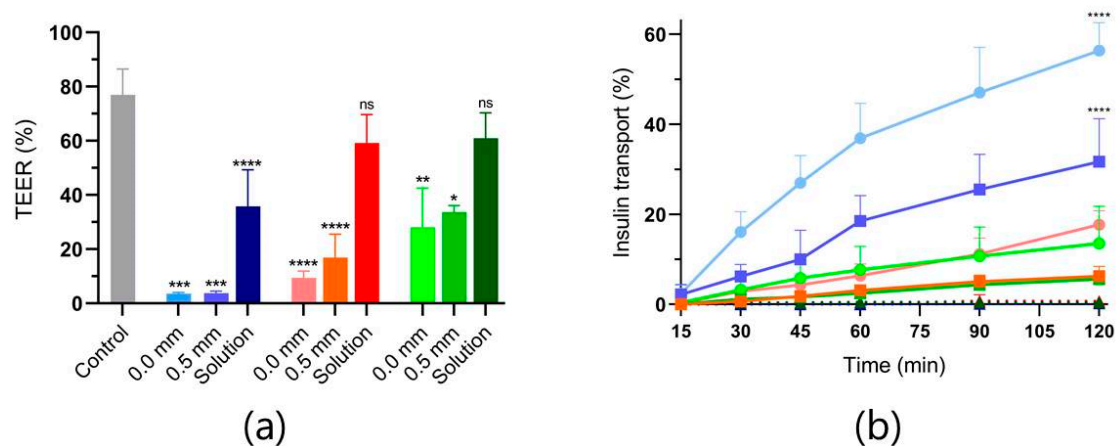 100
80
60
40
20
0
TEER (%)
***
***
****
****
****
ns
**
*
ns
Control
0.0 mm
0.5 mm
Solution
0.0 mm
0.5 mm
Solution
0.0 mm
0.5 mm
Solution
(a)
60
40
20
0
Insulin transport (%)
****
****
15
30
45
60
75
90
105
120
Time (min)
(b)